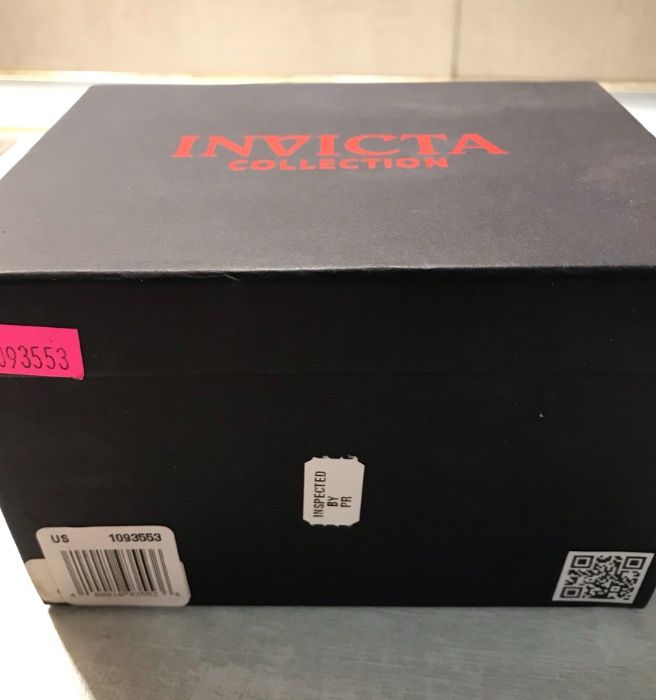 INVICTA
COLLECTION
093553
INSPECTED
BY
PR
US 1093553